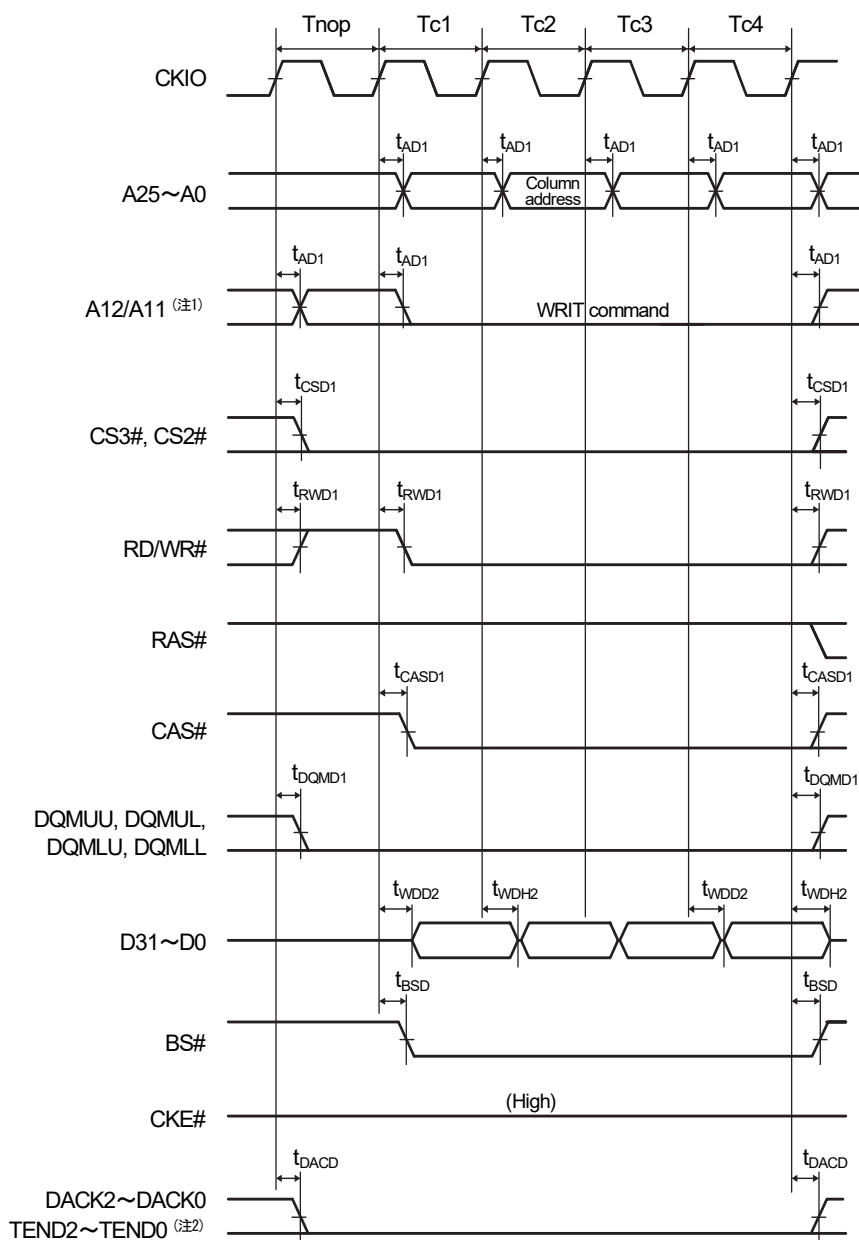 Tnop Tc1 Tc2 Tc3 Tc4
CKIO
tAD1 tAD1 tAD1 tAD1 tAD1
A25～A0
Column
address
tAD1 tAD1 tAD1
A12/A11 (注1)
WRIT command
tCSD1 tCSD1
CS3#, CS2#
tRWD1 tRWD1 tRWD1
RD/WR#
RAS#
tCASD1 tCASD1
CAS#
tDQMD1 tDQMD1
DQMUU, DQMUL,
DQMLU, DQMLL
tWDD2 tWDH2 tWDD2 tWDH2
D31～D0
tBSD tBSD
BS#
(High)
CKE#
tDACD tDACD
DACK2～DACK0
TEND2～TEND0 (注2)